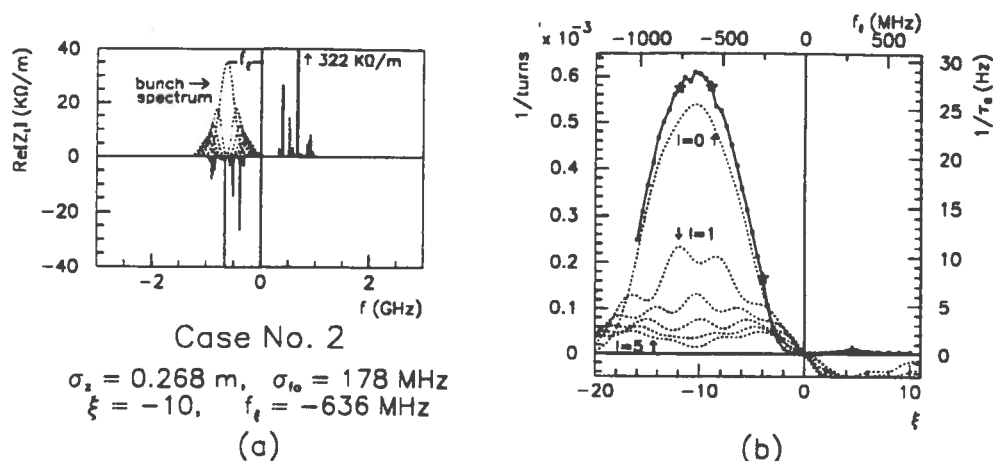 40
20
0
-20
-40
Re[Z_t] (KΩ/m)
bunch →
spectrum
f_ξ
↑ 322 KΩ/m
-2
0
2
f (GHz)
Case No. 2
σ_z = 0.268 m, σ_fo = 178 MHz
ξ = -10, f_ξ = -636 MHz
(a)
f_ξ (MHz)
-1000
-500
0
500
× 10^-3
1/turns
0.6
0.5
0.4
0.3
0.2
0.1
0
l=0 ↑
↓ l=1
l=5 ↑
30
25
20
15
10
5
0
1/τ_e (Hz)
-20
-10
0
10
ξ
(b)